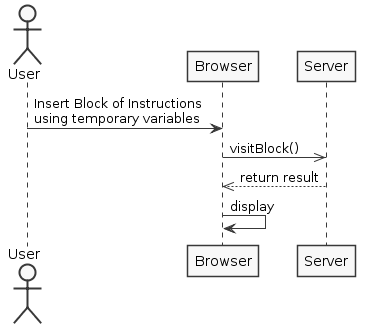 User
Browser
Server
Insert Block of Instructions
using temporary variables
visitBlock()
return result
display
User
Browser
Server